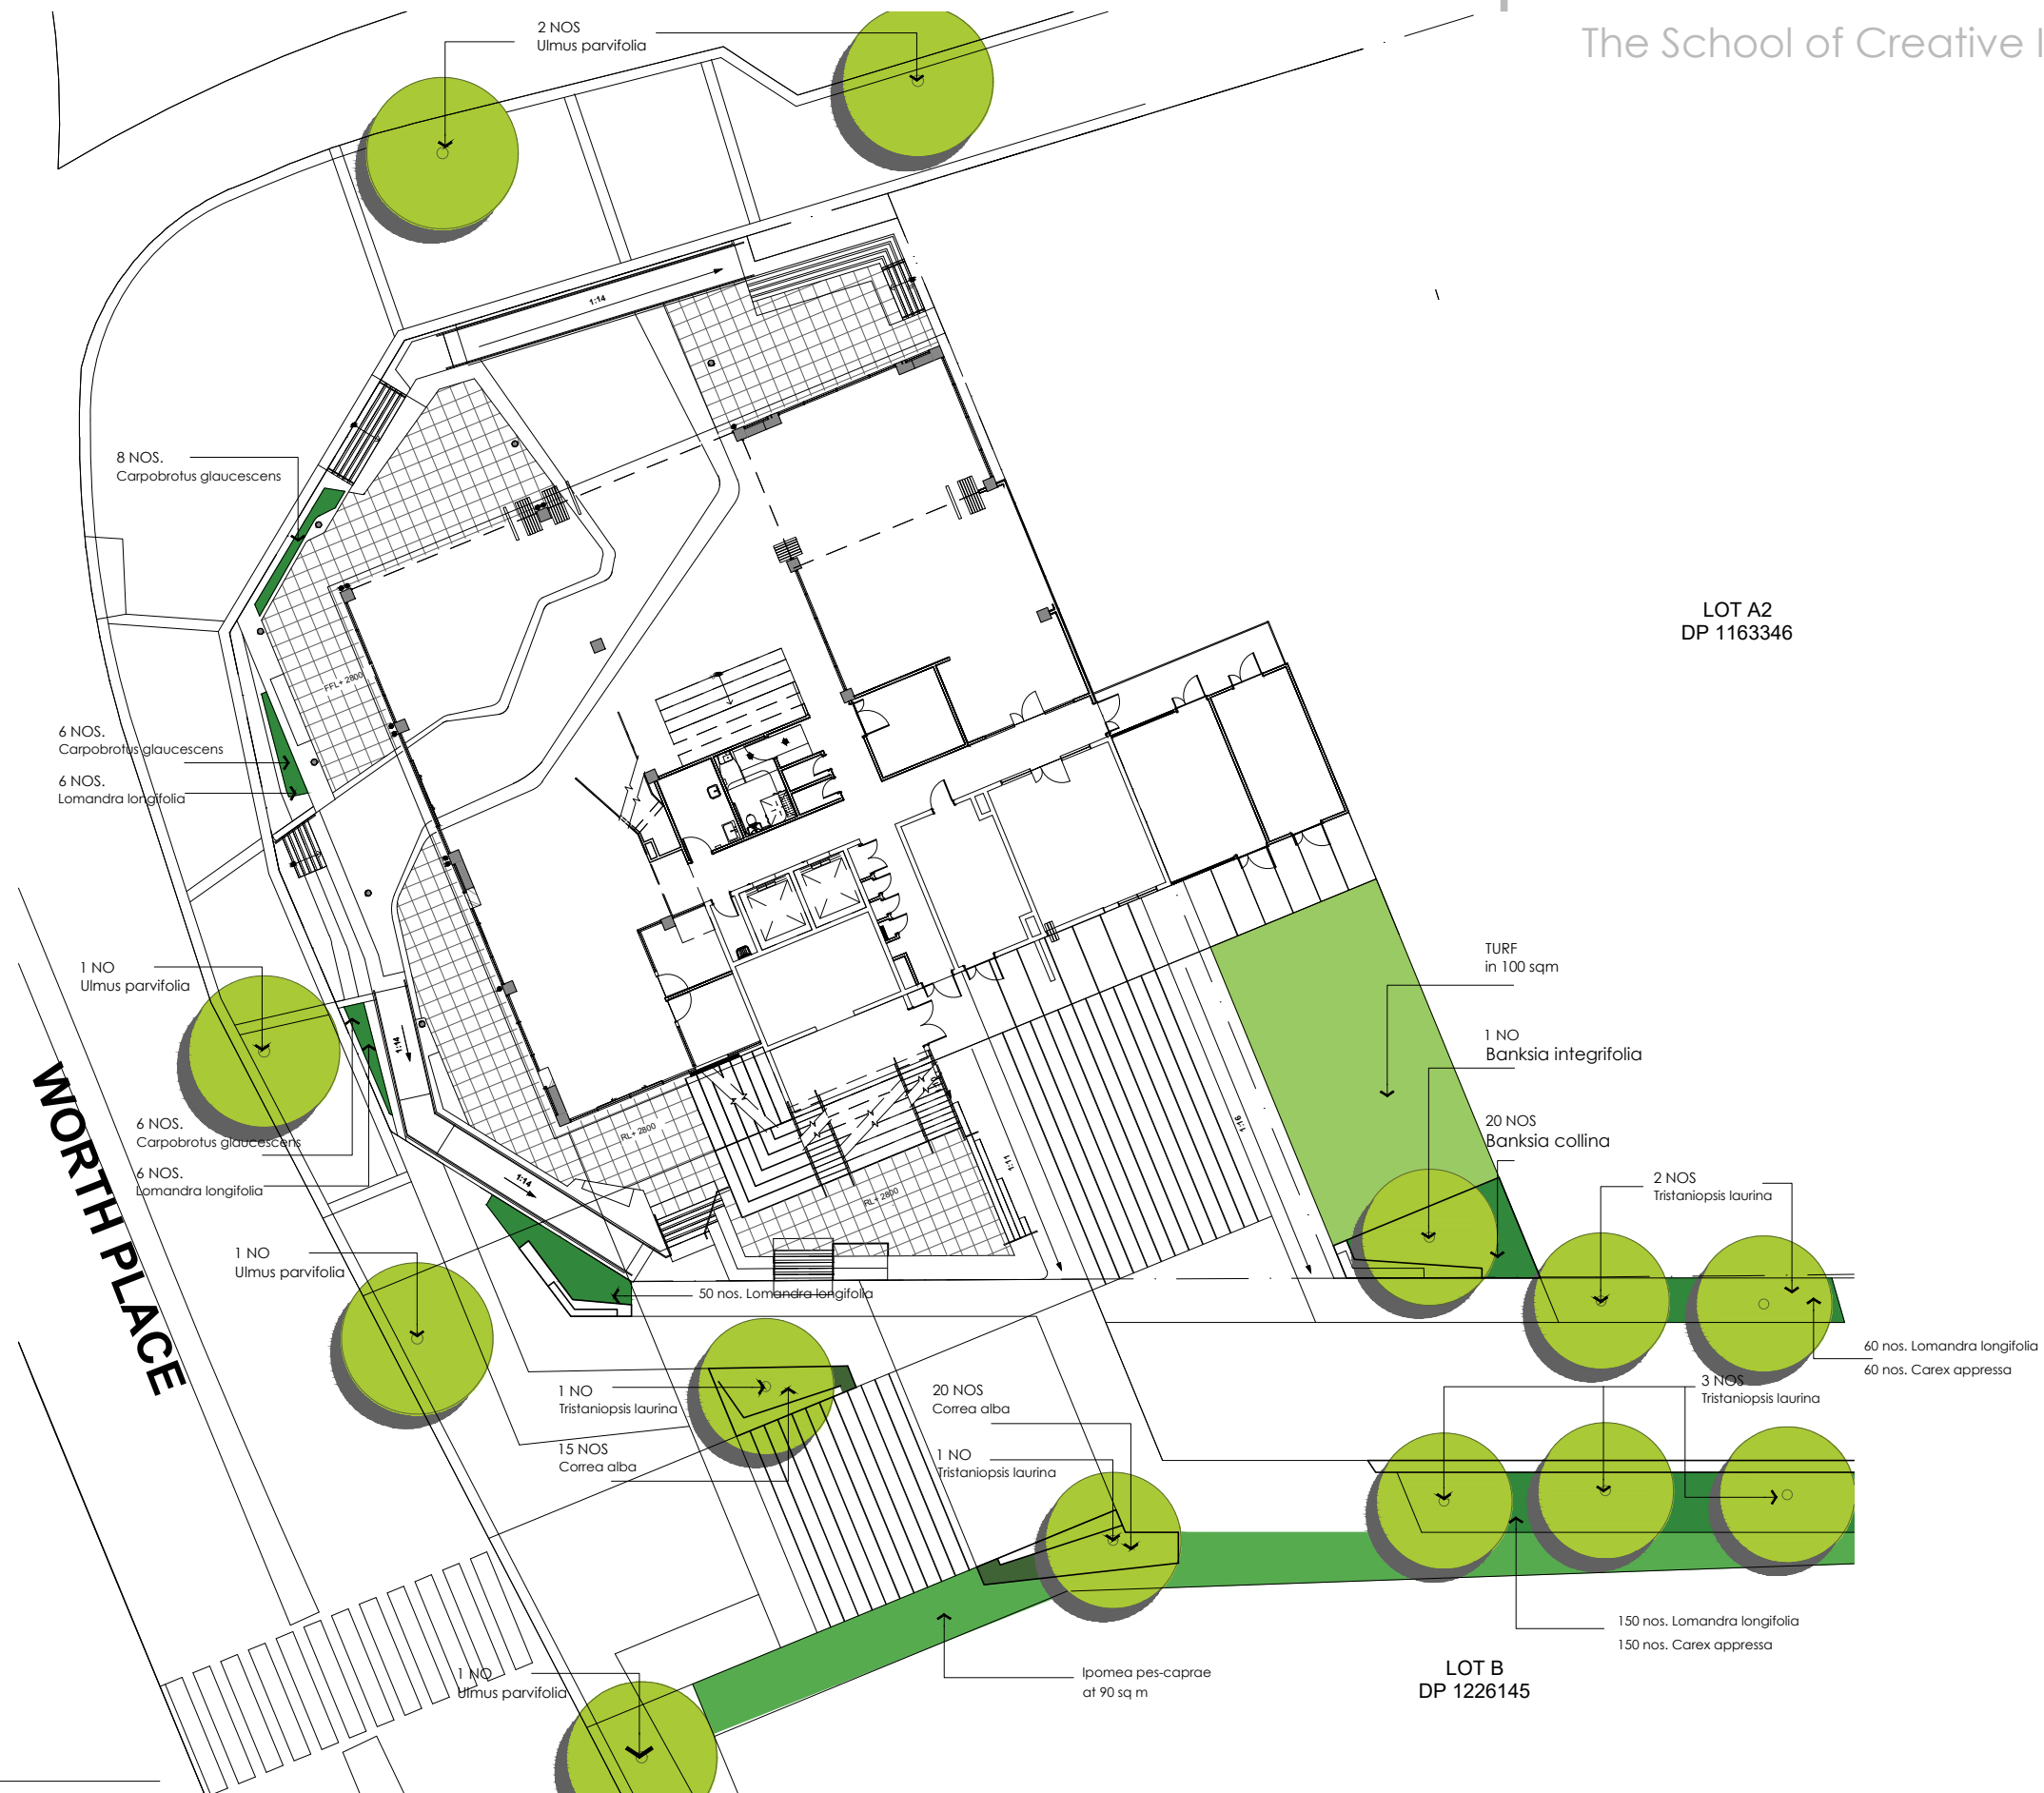 The School of Creative I
2 NOS
Ulmus parvifolia
1:14
8 NOS.
Carpobrotus glaucescens
LOT A2
DP 1163346
FFL+ 2800
6 NOS.
Carpobrotus glaucescens
6 NOS.
Lomandra longifolia
TURF
in 100 sqm
1 NO
Ulmus parvifolia
1:14
1 NO
Banksia integrifolia
WORTH PLACE
6 NOS.
Carpobrotus glaucescens
6 NOS.
Lomandra longifolia
RL+ 2800
1:16
20 NOS
Banksia collina
1:14
1:11
RL+ 2800
2 NOS
Tristaniopsis laurina
1 NO
Ulmus parvifolia
50 nos. Lomandra longifolia
60 nos. Lomandra longifolia
60 nos. Carex appressa
1 NO
Tristaniopsis laurina
20 NOS
Correa alba
3 NOS
Tristaniopsis laurina
15 NOS
Correa alba
1 NO
Tristaniopsis laurina
150 nos. Lomandra longifolia
150 nos. Carex appressa
1 NO
Ulmus parvifolia
Ipomea pes-caprae
at 90 sq m
LOT B
DP 1226145